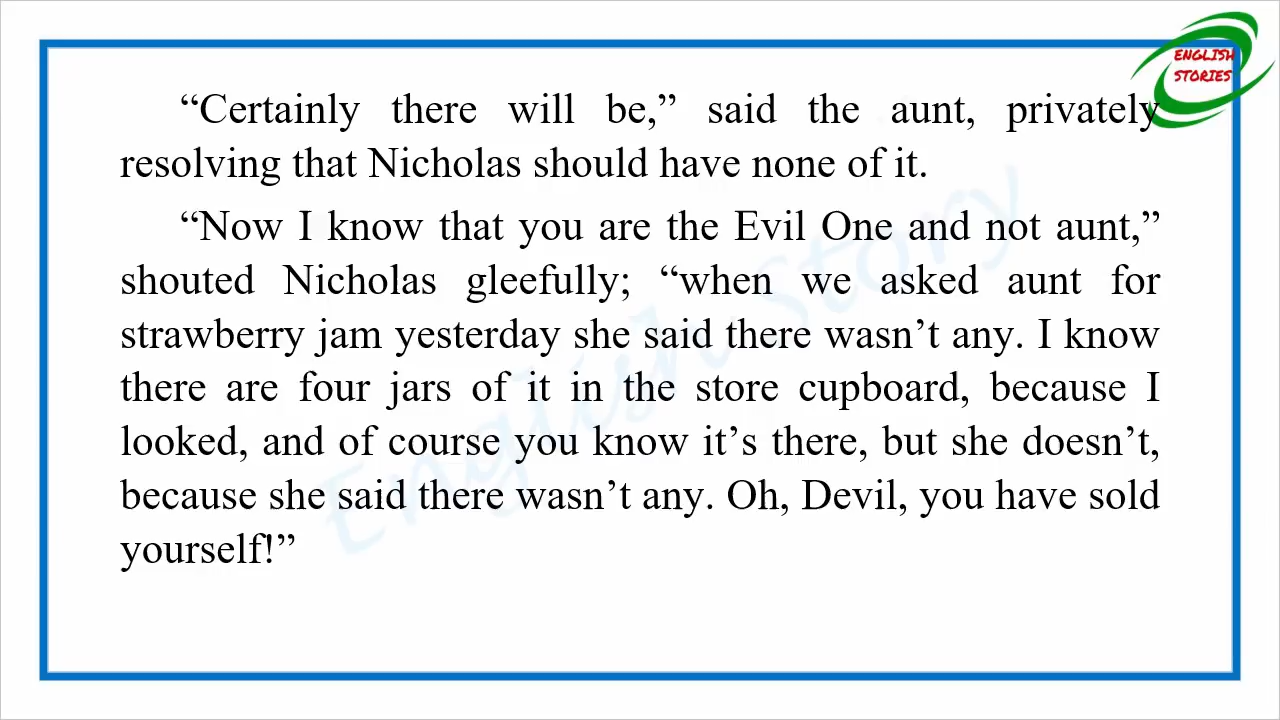 ENGLISH
STORIES
“Certainly there will be,” said the aunt, privately
resolving that Nicholas should have none of it.
“Now I know that you are the Evil One and not aunt,”
shouted Nicholas gleefully; “when we asked aunt for
strawberry jam yesterday she said there wasn’t any. I know
there are four jars of it in the store cupboard, because I
looked, and of course you know it’s there, but she doesn’t,
because she said there wasn’t any. Oh, Devil, you have sold
yourself!”
English Story